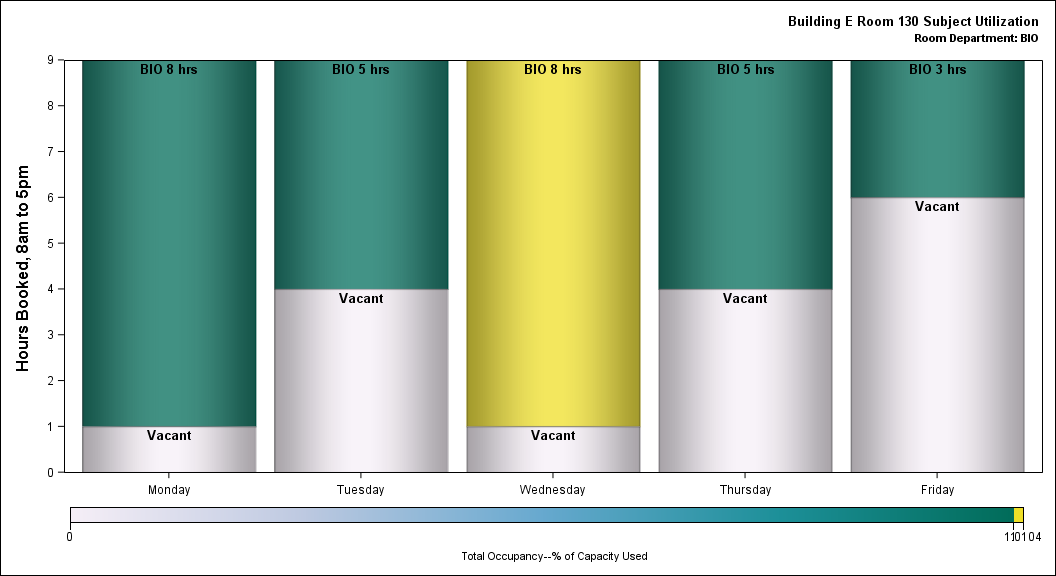 Building E Room 130 Subject Utilization
Room Department: BIO
Hours Booked, 8am to 5pm
9
8
7
6
5
4
3
2
1
0
BIO 8 hrs
BIO 5 hrs
BIO 8 hrs
BIO 5 hrs
BIO 3 hrs
Vacant
Vacant
Vacant
Vacant
Vacant
Monday
Tuesday
Wednesday
Thursday
Friday
0
Total Occupancy--% of Capacity Used